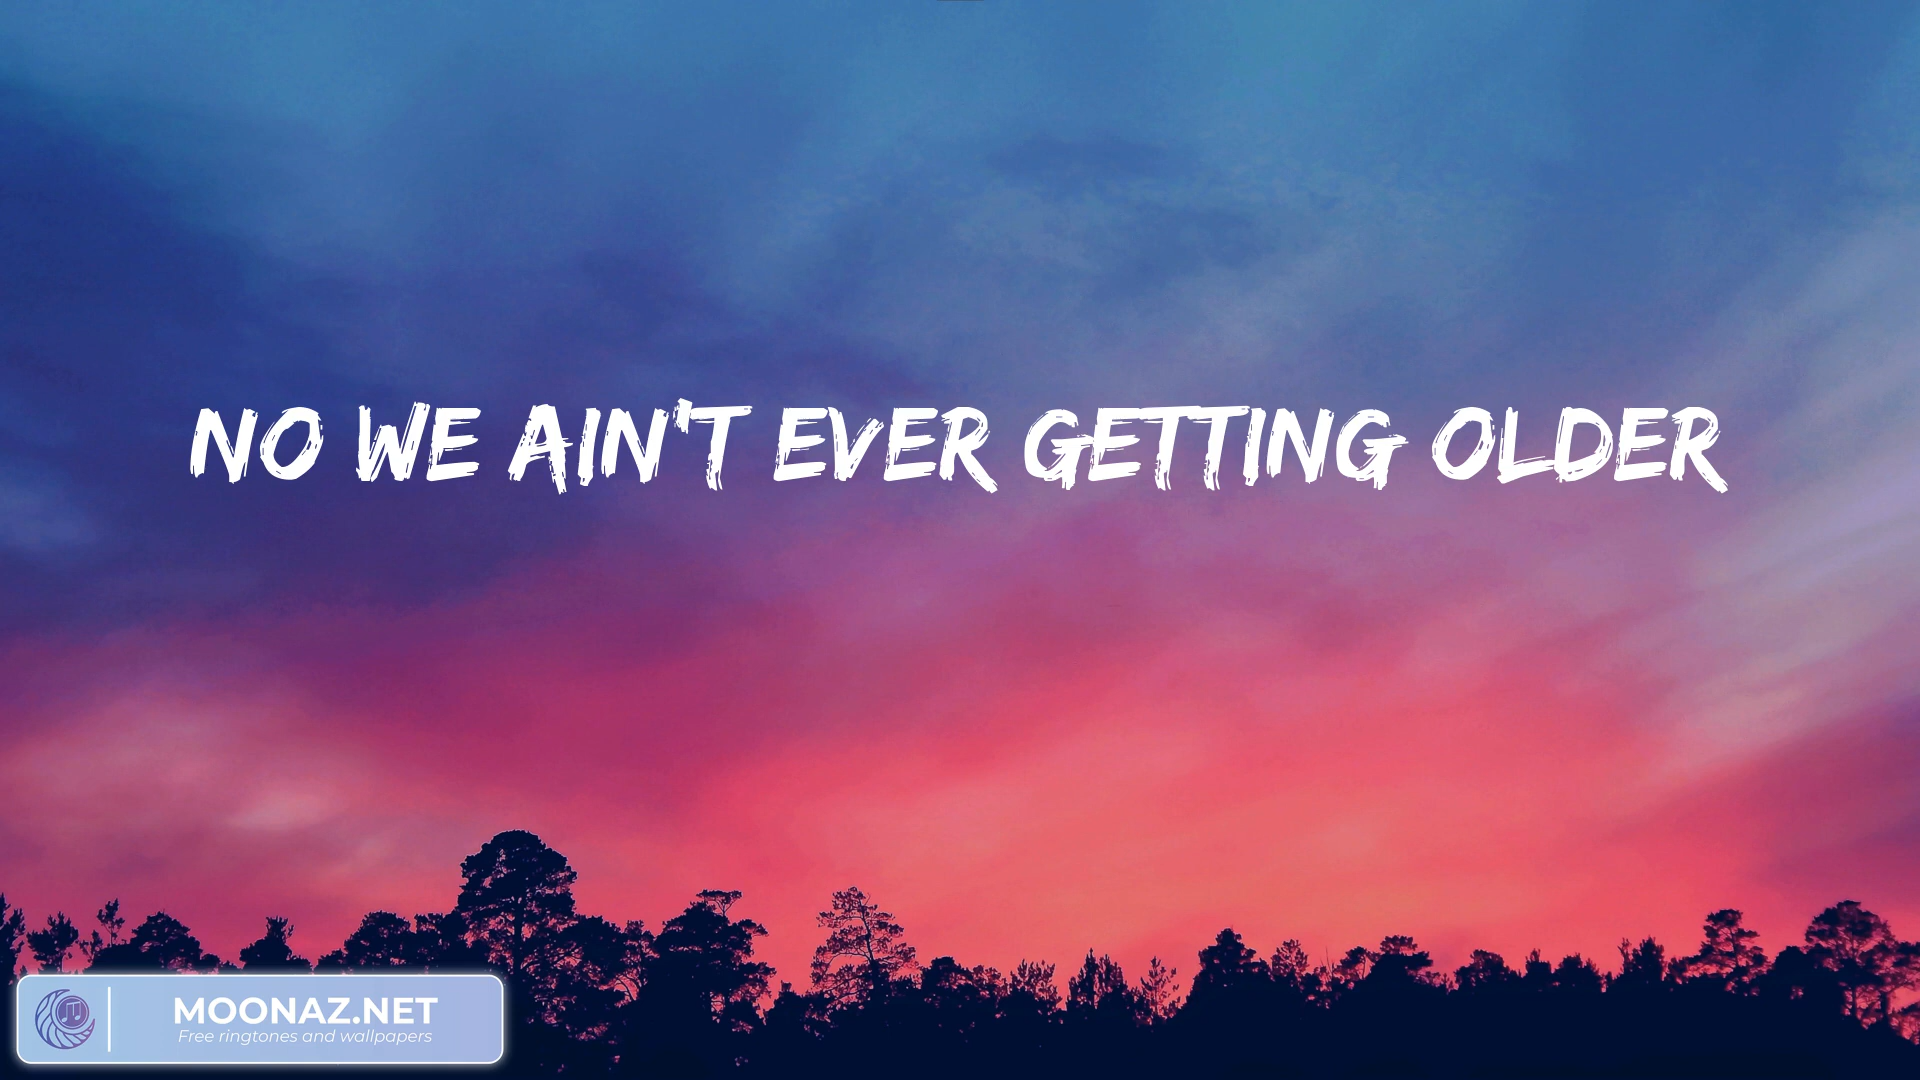 NO WE AIN'T EVER GETTING OLDER
MOONAZ.NET
Free ringtones and wallpapers